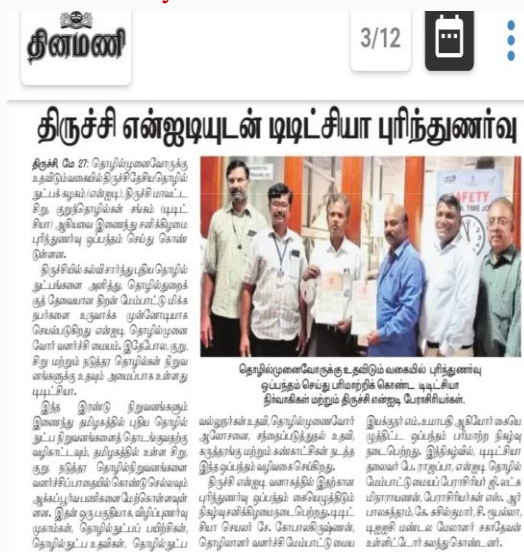 தினமணி
3/12
திருச்சி என்ஐடியுடன் டிடிட்சியா புரிந்துணர்வு
திருச்சி, மே 27: தொழில்முனைவோருக்கு
உதவிடும் வகையில் திருச்சி தேசிய தொழில்
நுட்பக் கழகம் (என்ஐடி), திருச்சி மாவட்ட
சிறு, குறுந்தொழில்கள் சங்கம் (டிடிட்
சியா) ஆகியவை இணைந்து சனிக்கிழமை
புரிந்துணர்வு ஒப்பந்தம் செய்து கொண்
டுள்ளன.
திருச்சியில் கல்வி சார்ந்து புதிய தொழில்
நுட்பங்களை அளித்து, தொழில்துறைக்
குத் தேவையான திறன் மேம்பாட்டு மிக்க
நபர்களை உருவாக்க முன்னோடியாக
செயல்படுகிறது என்ஐடி தொழில்முனை
வோர் வளர்ச்சி மையம். இதேபோல, குறு,
சிறு மற்றும் நடுத்தர தொழில்கள் நிறுவ
னங்களுக்கு உதவும் அமைப்பாக உள்ளது
டிடிட்சியா.
இந்த இரண்டு நிறுவனங்களும்
இணைந்து தமிழகத்தில் புதிய தொழில்
நுட்ப நிறுவனங்களைத் தொடங்குவதற்கு
வழிகாட்டவும், தமிழகத்தில் உள்ள சிறு,
குறு, நடுத்தர தொழில்நிறுவனங்களை
வளர்ச்சிப் பாதையில் கொண்டு செல்லவும்
ஆக்கப்பூர்வ பணிகளை மேற்கொள்ளவுள்
ளன. இதன் ஒரு பகுதியாக, விழிப்புணர்வு
முகாம்கள், தொழில்நுட்பப் பயிற்சிகள்,
தொழில்நுட்ப உதவிகள், தொழில்நுட்ப
SAFETY
தொழில்முனைவோருக்கு உதவிடும் வகையில் புரிந்துணர்வு
ஒப்பந்தம் செய்து பரிமாற்றிக் கொண்ட டிடிட்சியா
நிர்வாகிகள் மற்றும் திருச்சி என்ஐடி பேராசிரியர்கள்.
வல்லுநர்கள் உதவி, தொழில்முனைவோர்
ஆலோசனை, சந்தைப்படுத்துதல் உதவி,
கருத்தரங்கு மற்றும் கண்காட்சிகள் நடத்த
இந்த ஒப்பந்தம் வழிவகை செய்கிறது.
திருச்சி என்ஐடி வளாகத்தில் இதற்கான
புரிந்துணர்வு ஒப்பந்தம் கையெழுத்திடும்
நிகழ்வு சனிக்கிழமை நடைபெற்றது. டிடிட்
சியா செயலர் சே. கோபாலகிருஷ்ணன்,
தொழிலாளர் வளர்ச்சி மேம்பாட்டு மைய
இயக்குநர் எம். உமாபதி ஆகியோர் கையெ
ழுத்திட்ட ஒப்பந்தம் பரிமாற்ற நிகழ்வு
நடைபெற்றது. இந்நிகழ்வில், டிடிட்சியா
தலைவர் பே. ராஜப்பா, என்ஐடி தொழில்
மேம்பாட்டு மையப் பேராசிரியர் ஜி. லட்சு
மிநாராயணன், பேராசிரியர்கள் எஸ். ஆர்
பாலசுந்தரம், கே. சுசில்குமார், சி. ரூபல்லா,
டிஐஐசி மண்டல மேலாளர் சகாதேவன்
உள்ளிட்டோர் கலந்து கொண்டனர்.